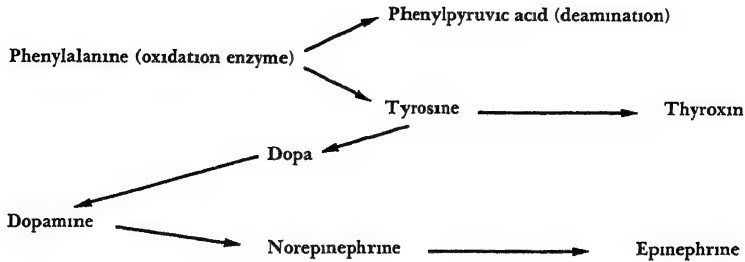 Phenylpyruvic acid (deamination)
Phenylalanine (oxidation enzyme)
Tyrosine Thyroxin
Dopa
Dopamine
Norepinephrine Epinephrine